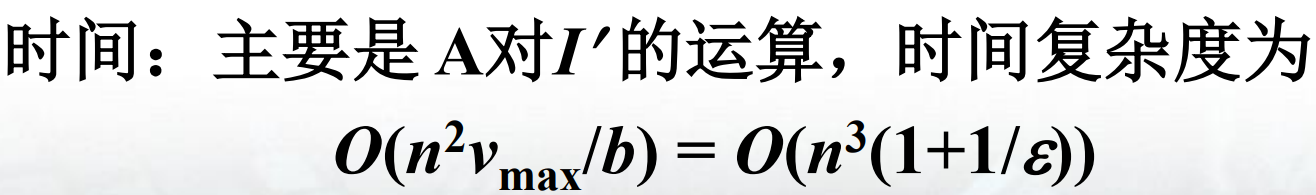 时间：主要是A对I′的运算，时间复杂度为
O(n²v_max/b) = O(n³(1+1/ε))